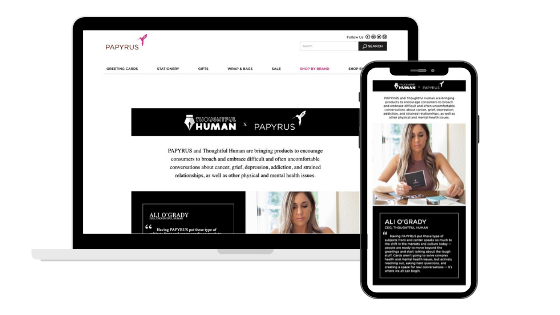 PAPYRUS
Follow Us
Search
SEARCH
GREETING CARDS STATIONERY GIFTS WRAP & BAGS SALE SHOP BY BRAND SHOP BY
THOUGHTFUL
HUMAN x PAPYRUS
PAPYRUS and Thoughtful Human are bringing products to encourage
consumers to broach and embrace difficult and often uncomfortable
conversations about cancer, grief, depression, addiction, and strained
relationships, as well as other physical and mental health issues.
ALI O'GRADY
“ Having PAPYRUS put these type of
THOUGHTFUL
HUMAN x PAPYRUS
PAPYRUS and Thoughtful Human are bringing
products to encourage consumers to broach
and embrace difficult and often uncomfortable
conversations about cancer, grief, depression,
addiction, and strained relationships, as well as
other physical and mental health issues.
ALI O'GRADY
CEO, THOUGHTFUL HUMAN
“ Having PAPYRUS put these type of
subjects front and center speaks so much to
the shift in the markets and culture today —
people are ready to move beyond the
greetings and start talking about the tough
stuff. Cards aren't going to solve complex
health and mental health issues, but actively
reaching out, asking hard questions, and
creating a space for real conversations — it's
where we all can begin.